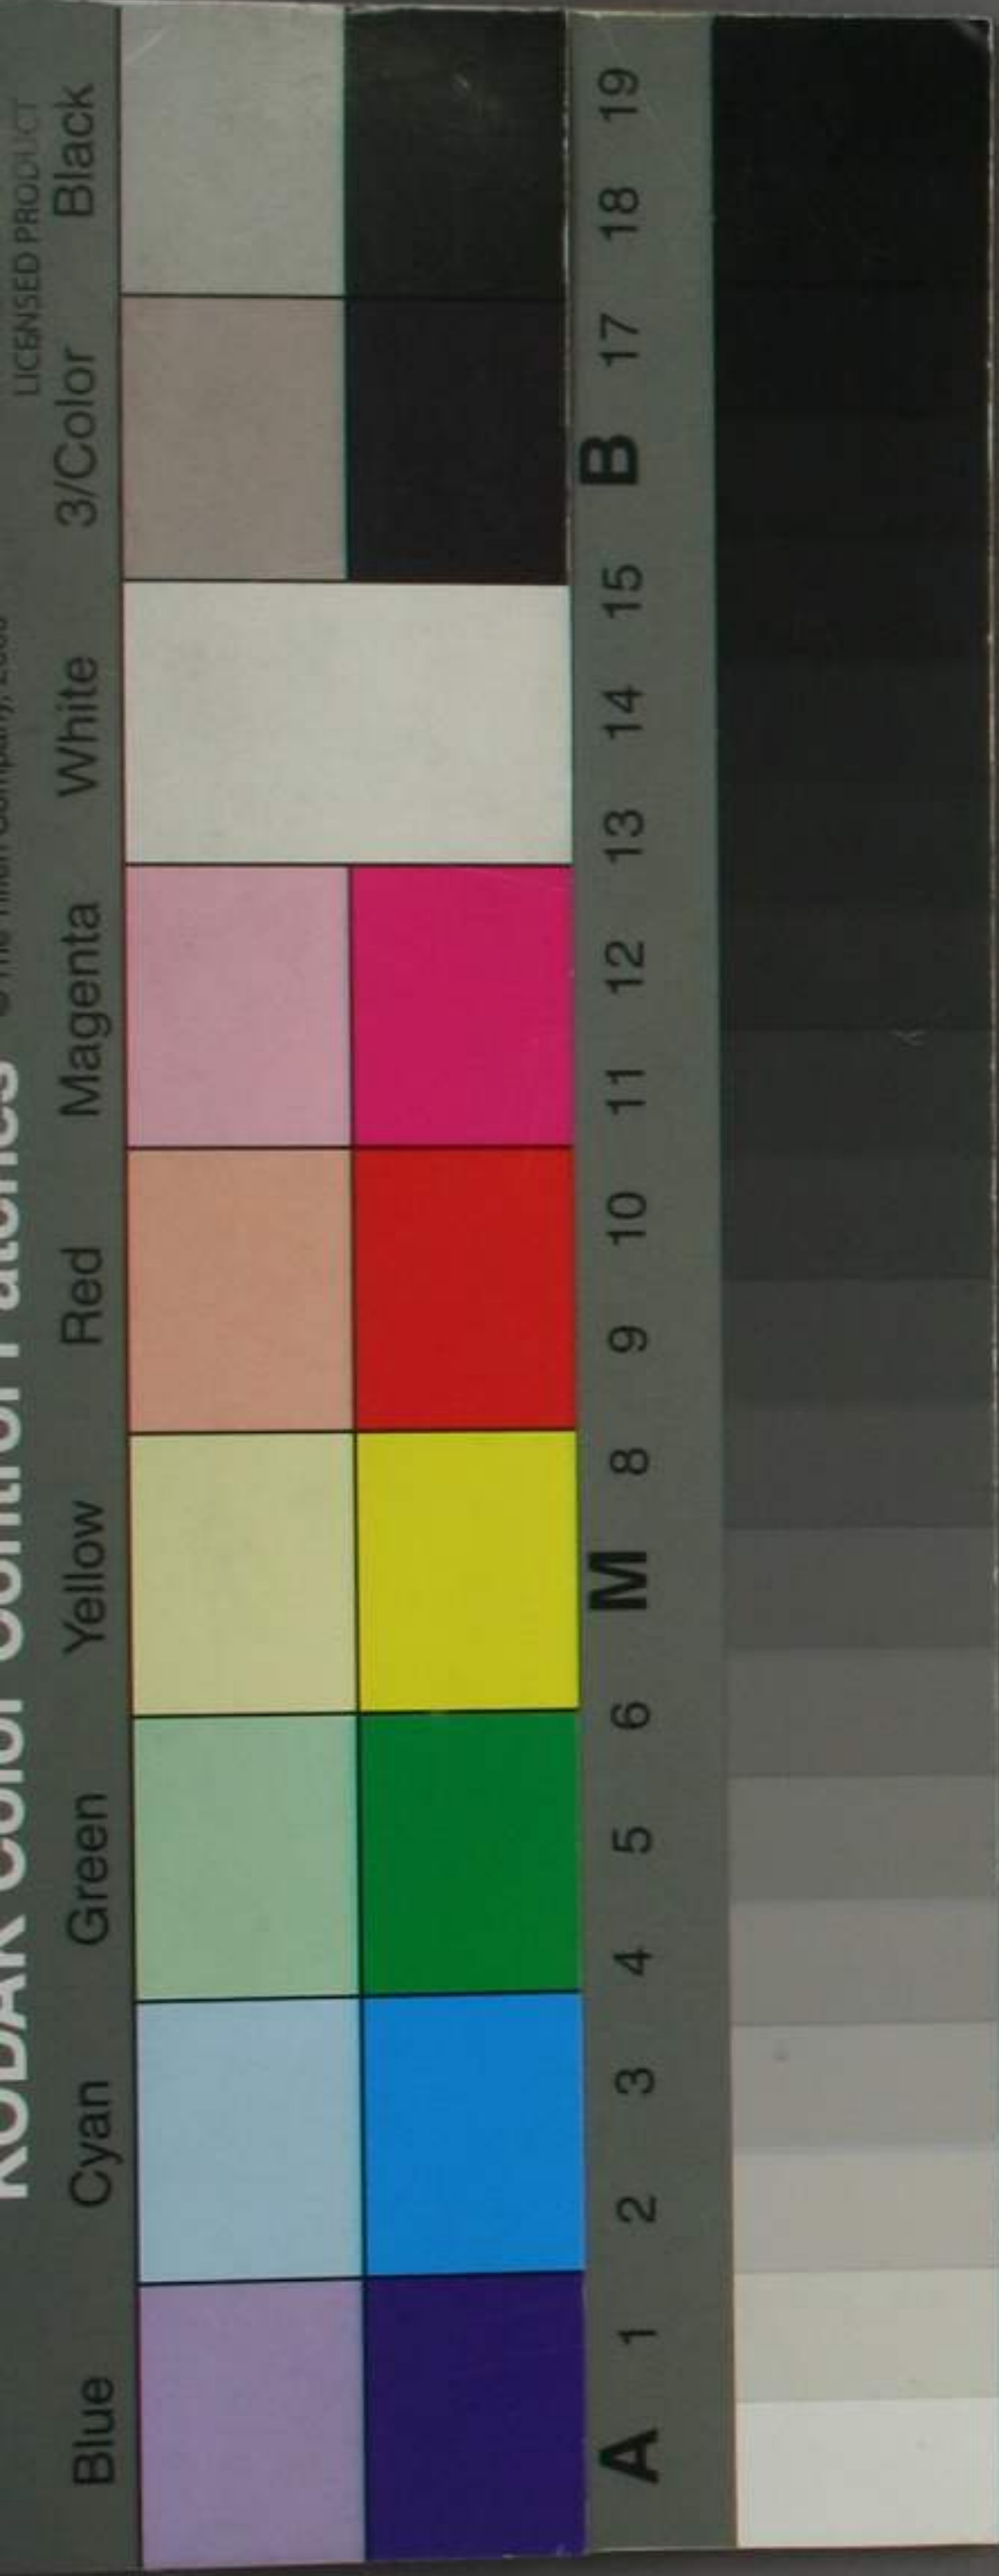 KODAK Color Control Patches
LICENSED PRODUCT
Blue Cyan Green Yellow Red Magenta White 3/Color Black
A 1 2 3 4 5 6 M 8 9 10 11 12 13 14 15 B 17 18 19